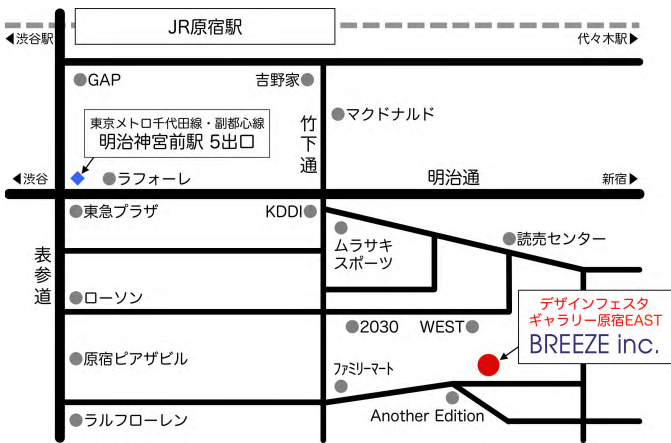 JR原宿駅
◀渋谷駅
代々木駅▶
GAP
吉野家
マクドナルド
東京メトロ千代田線・副都心線
明治神宮前駅 5出口
竹下通
◀渋谷
ラフォーレ
明治通
新宿▶
東急プラザ
KDDI
ムラサキ
スポーツ
読売センター
表参道
ローソン
デザインフェスタ
ギャラリー原宿EAST
BREEZE inc.
2030
WEST
原宿ピアザビル
ファミリーマート
Another Edition
ラルフローレン